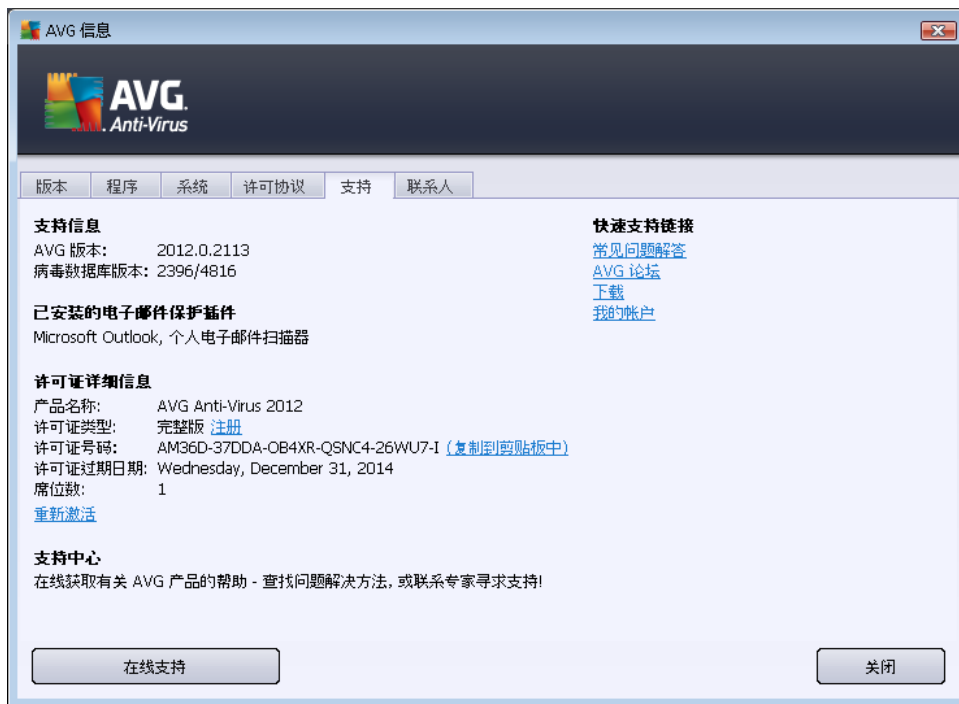 AVG 信息
AVG.
Anti-Virus
版本 程序 系统 许可协议 支持 联系人
支持信息
AVG 版本: 2012.0.2113
病毒数据库版本: 2396/4816
已安装的电子邮件保护插件
Microsoft Outlook, 个人电子邮件扫描器
许可证详细信息
产品名称: AVG Anti-Virus 2012
许可证类型: 完整版 注册
许可证号码: AM36D-37DDA-OB4XR-QSNC4-26WU7-I (复制到剪贴板中)
许可证过期日期: Wednesday, December 31, 2014
席位数: 1
重新激活
支持中心
在线获取有关 AVG 产品的帮助 - 查找问题解决方法, 或联系专家寻求支持!
快速支持链接
常见问题解答
AVG 论坛
下载
我的帐户
在线支持
关闭